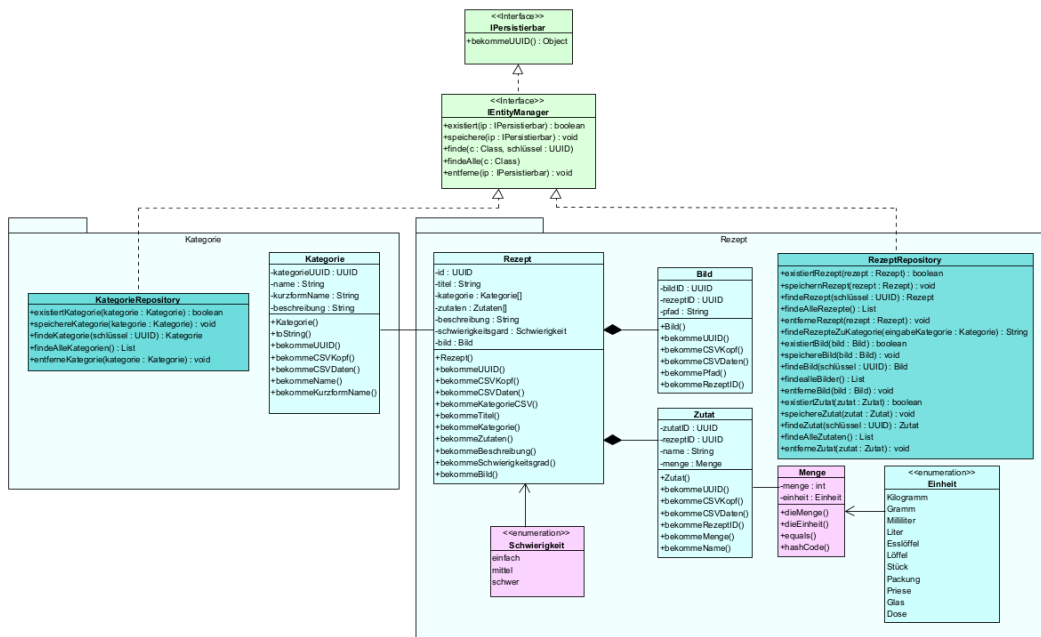 <<Interface>>
IPersistierbar
+bekommeUUID() : Object
<<Interface>>
IEntityManager
+existiert(ip : IPersistierbar) : boolean
+speichere(ip : IPersistierbar) : void
+finde(c : Class, schlüssel : UUID)
+findeAlle(c : Class)
+entferne(ip : IPersistierbar) : void
Kategorie
KategorieRepository
+existiertKategorie(kategorie : Kategorie) : boolean
+speichereKategorie(kategorie : Kategorie) : void
+findeKategorie(schlüssel : UUID) : Kategorie
+findeAlleKategorien() : List
+entferneKategorie(kategorie : Kategorie) : void
Kategorie
-kategorieUUID : UUID
-name : String
-kurzformName : String
-beschreibung : String
+Kategorie()
+toString()
+bekommeUUID()
+bekommeCSVKopf()
+bekommeCSVDaten()
+bekommeName()
+bekommeKurzformName()
Rezept
Rezept
-id : UUID
-titel : String
-kategorie : Kategorie[]
-zutaten : Zutaten[]
-beschreibung : String
-schwierigkeitsgard : Schwierigkeit
-bild : Bild
+Rezept()
+bekommeUUID()
+bekommeCSVKopf()
+bekommeCSVDaten()
+bekommeKategorieCSV()
+bekommeTitel()
+bekommeKategorie()
+bekommeZutaten()
+bekommeBeschreibung()
+bekommeSchwierigkeitsgrad()
+bekommeBild()
<<enumeration>>
Schwierigkeit
einfach
mittel
schwer
Bild
-bildID : UUID
-rezeptID : UUID
-pfad : String
+Bild()
+bekommeUUID()
+bekommeCSVKopf()
+bekommeCSVDaten()
+bekommePfad()
+bekommeRezeptID()
Zutat
-zutatID : UUID
-rezeptID : UUID
-name : String
-menge : Menge
+Zutat()
+bekommeUUID()
+bekommeCSVKopf()
+bekommeCSVDaten()
+bekommeRezeptID()
+bekommeMenge()
+bekommeName()
RezeptRepository
+existiertRezept(rezept : Rezept) : boolean
+speichernRezept(rezept : Rezept) : void
+findeRezept(schlüssel : UUID) : Rezept
+findeAlleRezepte() : List
+entferneRezept(rezept : Rezept) : void
+findeRezepteZuKategorie(eingabeKategorie : Kategorie) : String
+existiertBild(bild : Bild) : boolean
+speichereBild(bild : Bild) : void
+findeBild(schlüssel : UUID) : Bild
+findealleBilder() : List
+entferneBild(bild : Bild) : void
+existiertZutat(zutat : Zutat) : boolean
+speichereZutat(zutat : Zutat) : void
+findeZutat(schlüssel : UUID) : Zutat
+findeAlleZutaten() : List
+entferneZutat(zutat : Zutat) : void
Menge
-menge : int
-einheit : Einheit
+dieMenge()
+dieEinheit()
+equals()
+hashCode()
<<enumeration>>
Einheit
Kilogramm
Gramm
Milliliter
Liter
Esslöffel
Löffel
Stück
Packung
Priese
Glas
Dose